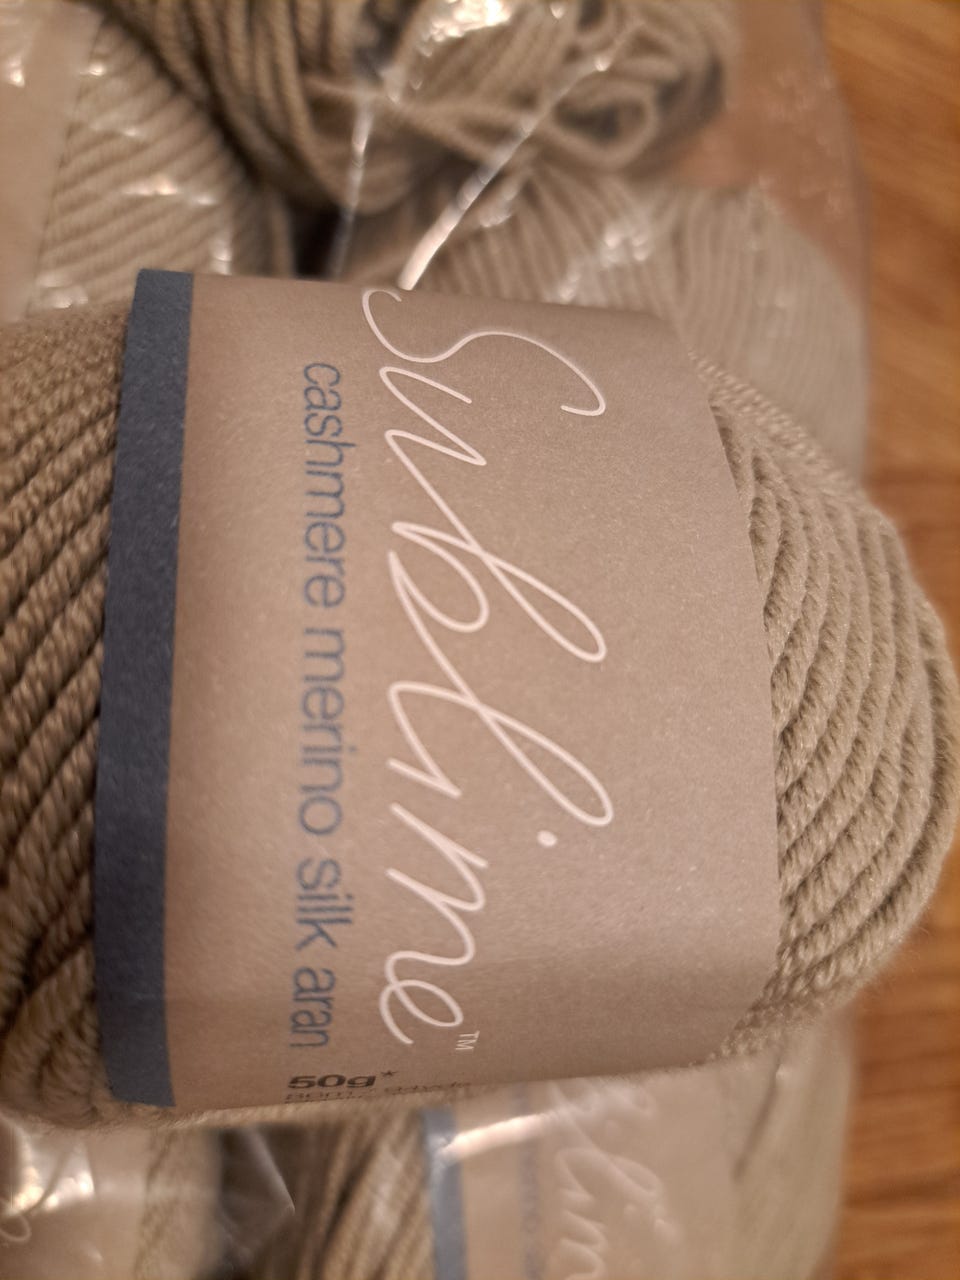 Sublime™
cashmere merino silk aran
50g*